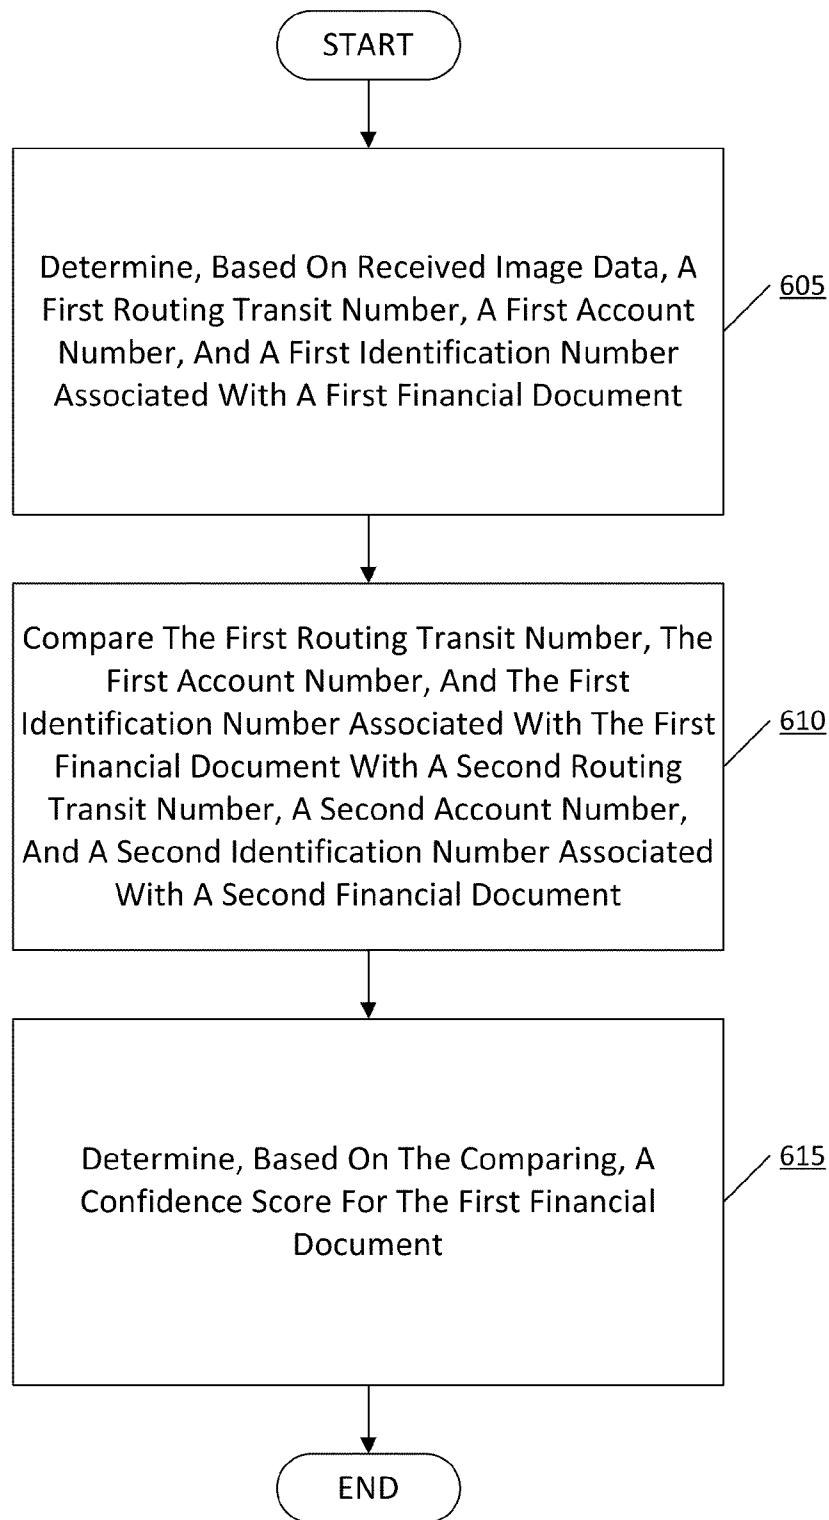 START
Determine, Based On Received Image Data, A
First Routing Transit Number, A First Account
Number, And A First Identification Number
Associated With A First Financial Document
605
Compare The First Routing Transit Number, The
First Account Number, And The First
Identification Number Associated With The First
Financial Document With A Second Routing
Transit Number, A Second Account Number,
And A Second Identification Number Associated
With A Second Financial Document
610
Determine, Based On The Comparing, A
Confidence Score For The First Financial
Document
615
END